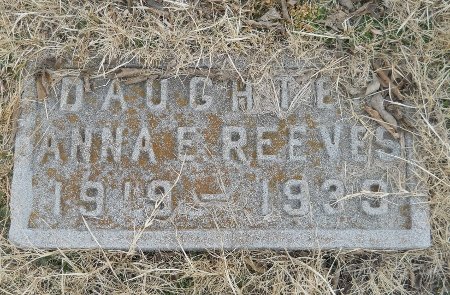 DAUGHTE
ANNA E. REEVES
1919 - 1939